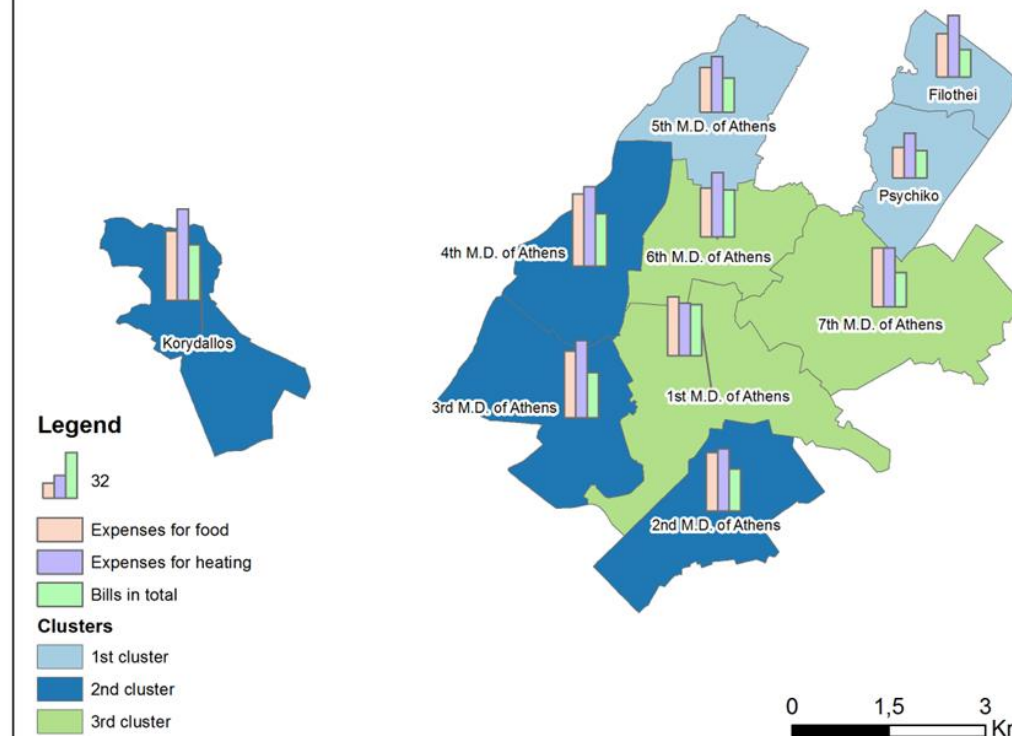 Filothei
5th M.D. of Athens
Psychiko
4th M.D. of Athens
6th M.D. of Athens
7th M.D. of Athens
Korydallos
3rd M.D. of Athens
1st M.D. of Athens
2nd M.D. of Athens
Legend
32
Expenses for food
Expenses for heating
Bills in total
Clusters
1st cluster
2nd cluster
3rd cluster
0 1,5 3